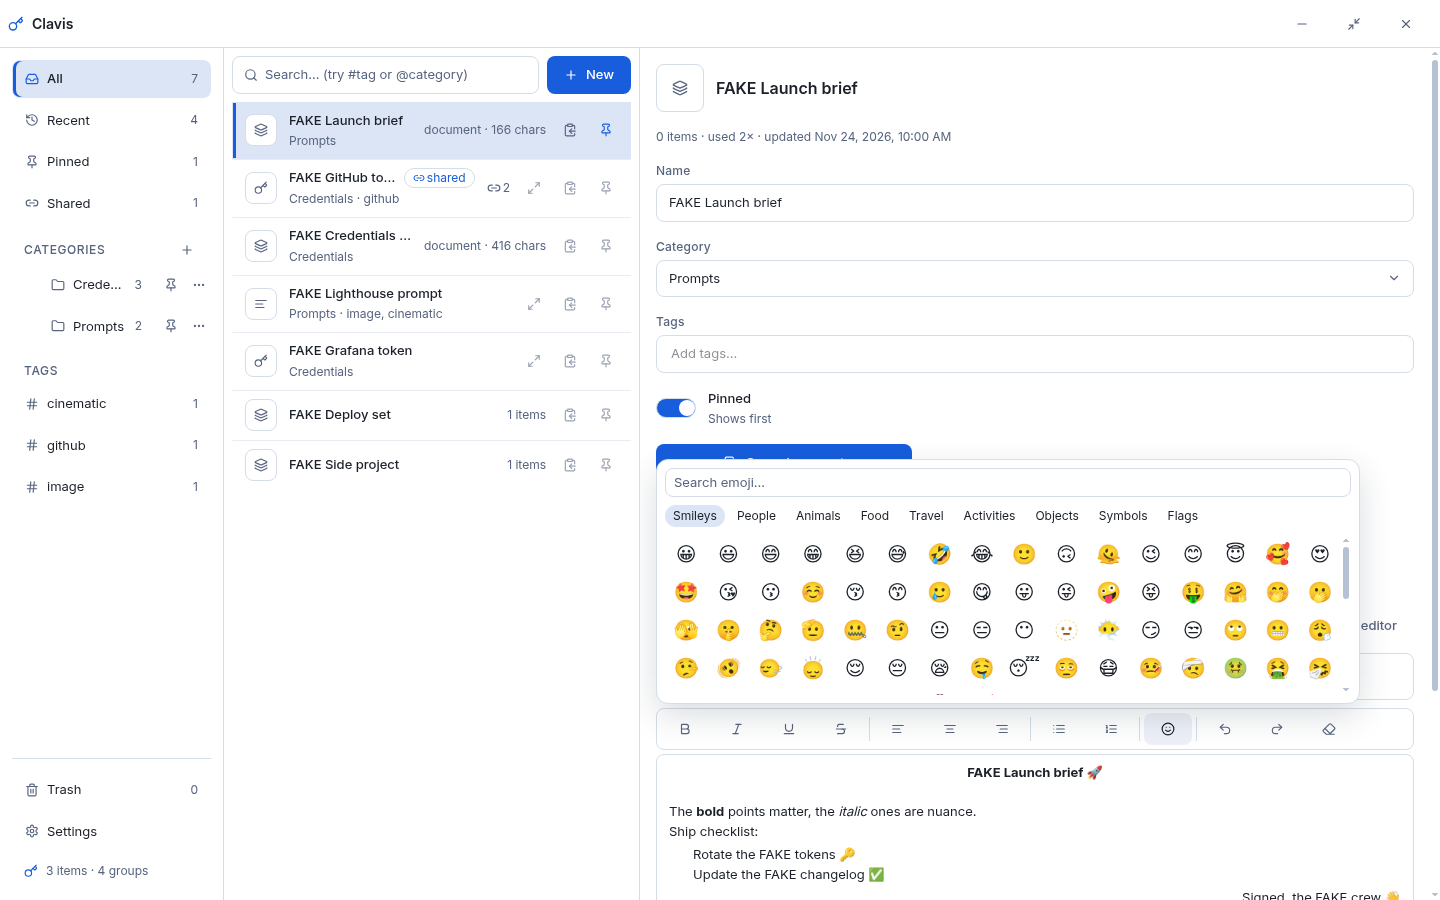 Clavis
All 7
Recent 4
Pinned 1
Shared 1
CATEGORIES
Crede... 3
Prompts 2
TAGS
cinematic 1
github 1
image 1
Trash 0
Settings
3 items · 4 groups
Search... (try #tag or @category)
New
FAKE Launch brief
Prompts
document · 166 chars
FAKE GitHub to...
shared
2
Credentials · github
FAKE Credentials ...
Credentials
document · 416 chars
FAKE Lighthouse prompt
Prompts · image, cinematic
FAKE Grafana token
Credentials
FAKE Deploy set
1 items
FAKE Side project
1 items
FAKE Launch brief
0 items · used 2× · updated Nov 24, 2026, 10:00 AM
Name
FAKE Launch brief
Category
Prompts
Tags
Add tags...
Pinned
Shows first
Search emoji...
Smileys People Animals Food Travel Activities Objects Symbols Flags
editor
B I U S
FAKE Launch brief 🚀
The bold points matter, the italic ones are nuance.
Ship checklist:
Rotate the FAKE tokens 🔑
Update the FAKE changelog ✅
Signed, the FAKE crew 👋